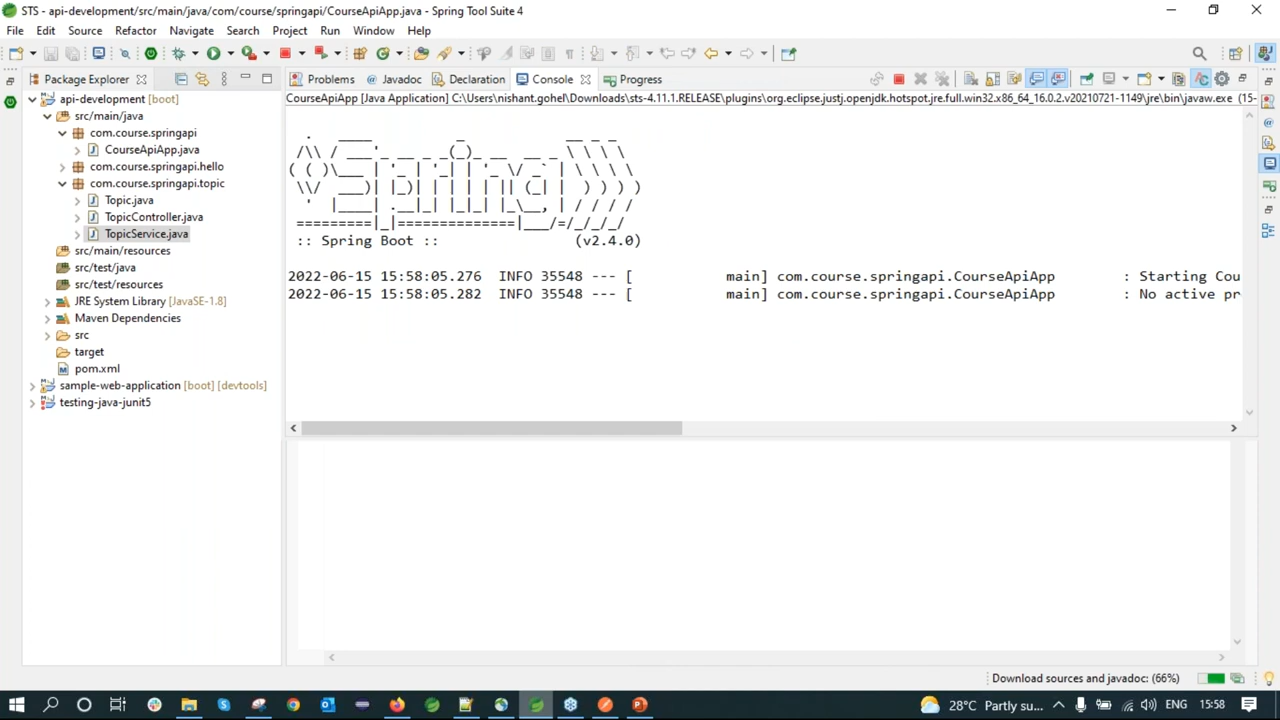 STS - api-development/src/main/java/com/course/springapi/CourseApiApp.java - Spring Tool Suite 4
File Edit Source Refactor Navigate Search Project Run Window Help
Package Explorer
api-development [boot]
src/main/java
com.course.springapi
CourseApiApp.java
com.course.springapi.hello
com.course.springapi.topic
Topic.java
TopicController.java
TopicService.java
src/main/resources
src/test/java
src/test/resources
JRE System Library [JavaSE-1.8]
Maven Dependencies
src
target
pom.xml
sample-web-application [boot] [devtools]
testing-java-junit5
Problems Javadoc Declaration Console Progress
CourseApiApp [Java Application] C:\Users\nishant.gohel\Downloads\sts-4.11.1.RELEASE\plugins\org.eclipse.justj.openjdk.hotspot.jre.full.win32.x86_64_16.0.2.v20210721-1149\jre\bin\javaw.exe (15-
Spring
:: Spring Boot :: (v2.4.0)
2022-06-15 15:58:05.276 INFO 35548 --- [ main] com.course.springapi.CourseApiApp : Starting Cou
2022-06-15 15:58:05.282 INFO 35548 --- [ main] com.course.springapi.CourseApiApp : No active pr
Download sources and javadoc: (66%)
28°C Partly su... ENG 15:58